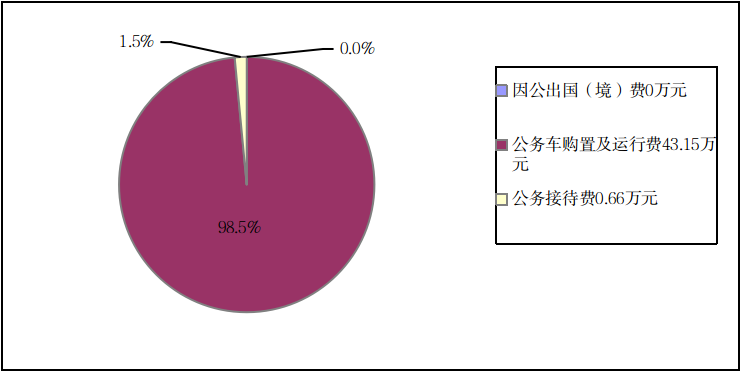 1.5%
0.0%
98.5%
因公出国（境）费0万元
公务车购置及运行费43.15万
元
公务接待费0.66万元